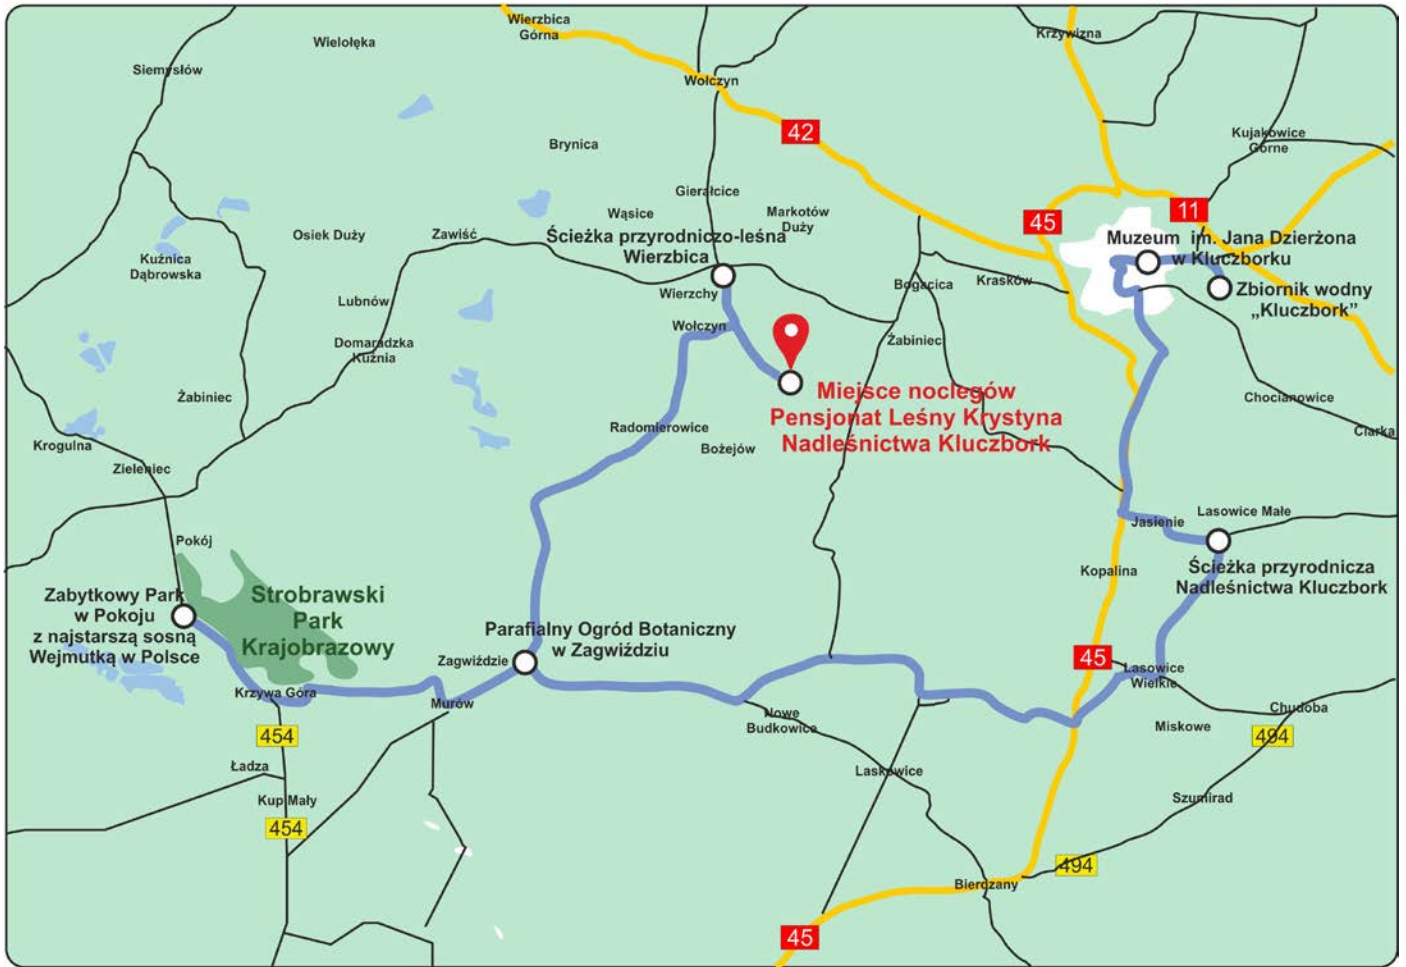 Wierzbica
Górna
Wielołęka
Krzywizna
Siemysłów
Wołczyn
42
Kujakowice
Górne
Brynica
Gierałcice
Wąsice
Markotów
Duży
45
11
Osiek Duży
Zawiść
Ścieżka przyrodniczo-leśna
Wierzbica
Muzeum im. Jana Dzierżona
w Kluczborku
Kuźnica
Dąbrowska
Bogacica
Krasków
Zbiornik wodny
„Kluczbork”
Lubnów
Wierzchy
Wołczyn
Domaradzka
Kuźnia
Żabiniec
Miejsce noclegów
Pensjonat Leśny Krystyna
Nadleśnictwa Kluczbork
Żabiniec
Chocianowice
Ciarka
Radomierowice
Bożejów
Krogulna
Zieleniec
Lasowice Małe
Jasienie
Pokój
Kopalina
Ścieżka przyrodnicza
Nadleśnictwa Kluczbork
Zabytkowy Park
w Pokoju
z najstarszą sosną
Wejmutką w Polsce
Strobrawski
Park
Krajobrazowy
Parafialny Ogród Botaniczny
w Zagwiździu
Zagwiździe
45
Lasowice
Wielkie
Krzywa Góra
Murów
Nowe
Budkowice
Chudoba
Miskowe
454
494
Ładza
Laskowice
Kup Mały
Szumirad
454
494
Bierdzany
45